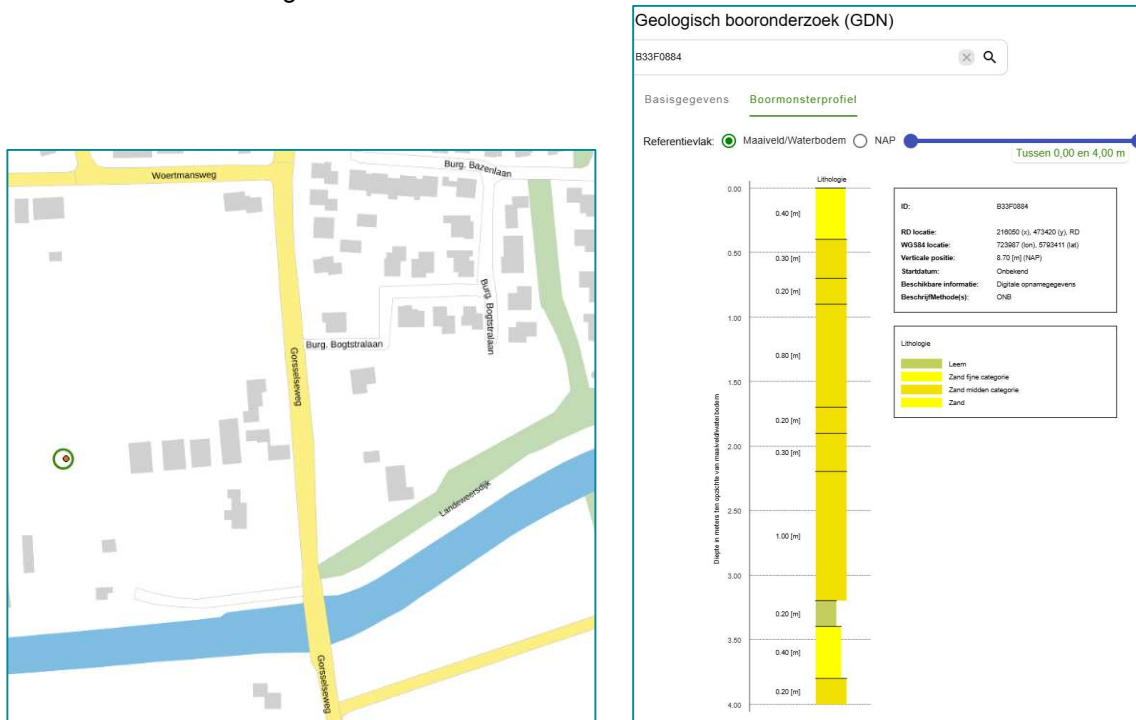 Woertmansweg
Burg. Bazenlaan
Burg. Bogtstralaan
Burg. Bogtstralaan
Gorsselseweg
Landeweersdijk
Gorsselseweg
Geologisch booronderzoek (GDN)
B33F0884
Basisgegevens Boormonsterprofiel
Referentievlak: Maaiveld/Waterbodem NAP
Tussen 0,00 en 4,00 m
Lithologie
Diepte in meters ten opzichte van maaiveld/waterbodem
0.00
0.40 [m]
0.50
0.30 [m]
0.20 [m]
1.00
0.80 [m]
1.50
0.20 [m]
2.00
0.30 [m]
2.50
1.00 [m]
3.00
0.20 [m]
3.50
0.40 [m]
0.20 [m]
4.00
ID: B33F0884
RD locatie: 216050 (x), 473420 (y), RD
WGS84 locatie: 723987 (lon), 5793411 (lat)
Verticale positie: 8.70 [m] (NAP)
Startdatum: Onbekend
Beschikbare informatie: Digitale opnamegegevens
BeschrijfMethode(s): ONB
Lithologie
Leem
Zand fijne categorie
Zand midden categorie
Zand